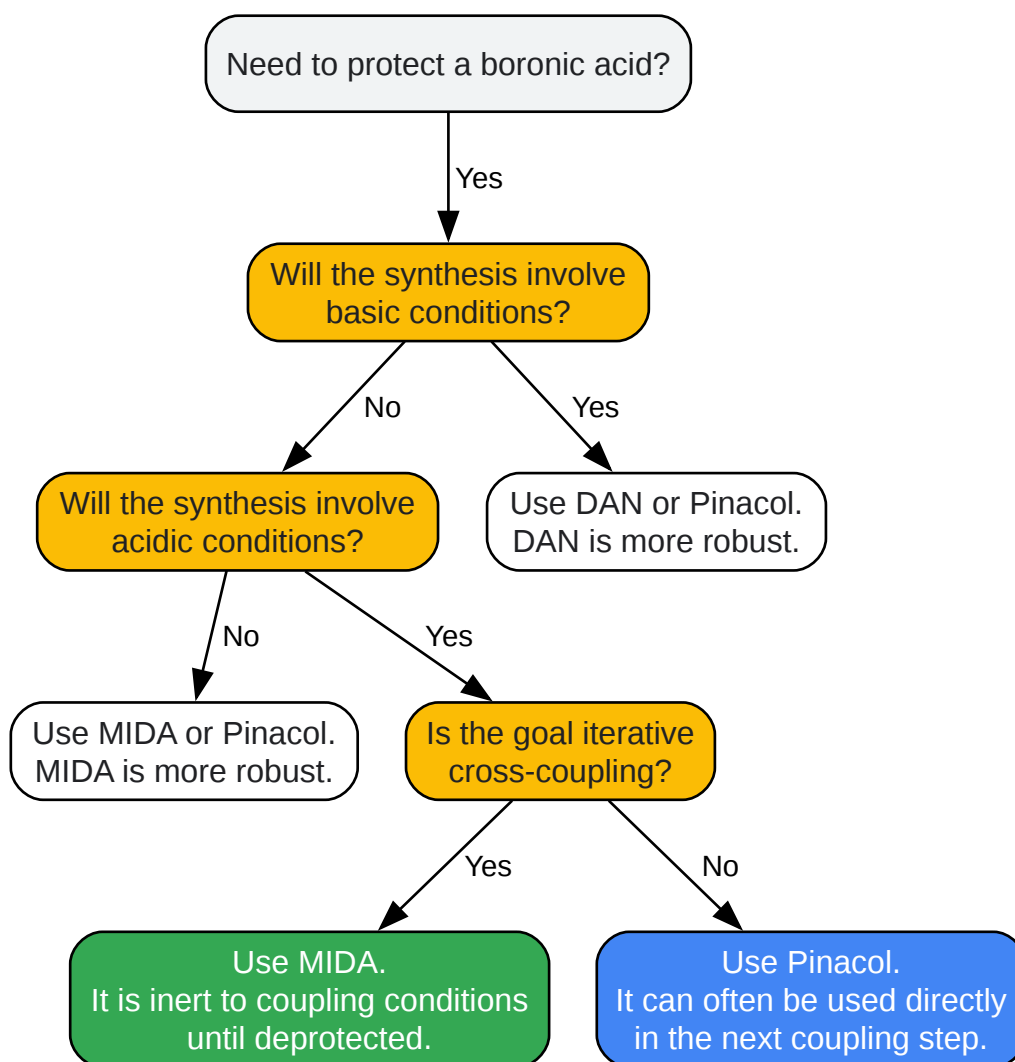 Need to protect a boronic acid?
Yes
Will the synthesis involve
basic conditions?
No
Yes
Will the synthesis involve
acidic conditions?
Use DAN or Pinacol.
DAN is more robust.
No
Yes
Use MIDA or Pinacol.
MIDA is more robust.
Is the goal iterative
cross-coupling?
Yes
No
Use MIDA.
It is inert to coupling conditions
until deprotected.
Use Pinacol.
It can often be used directly
in the next coupling step.